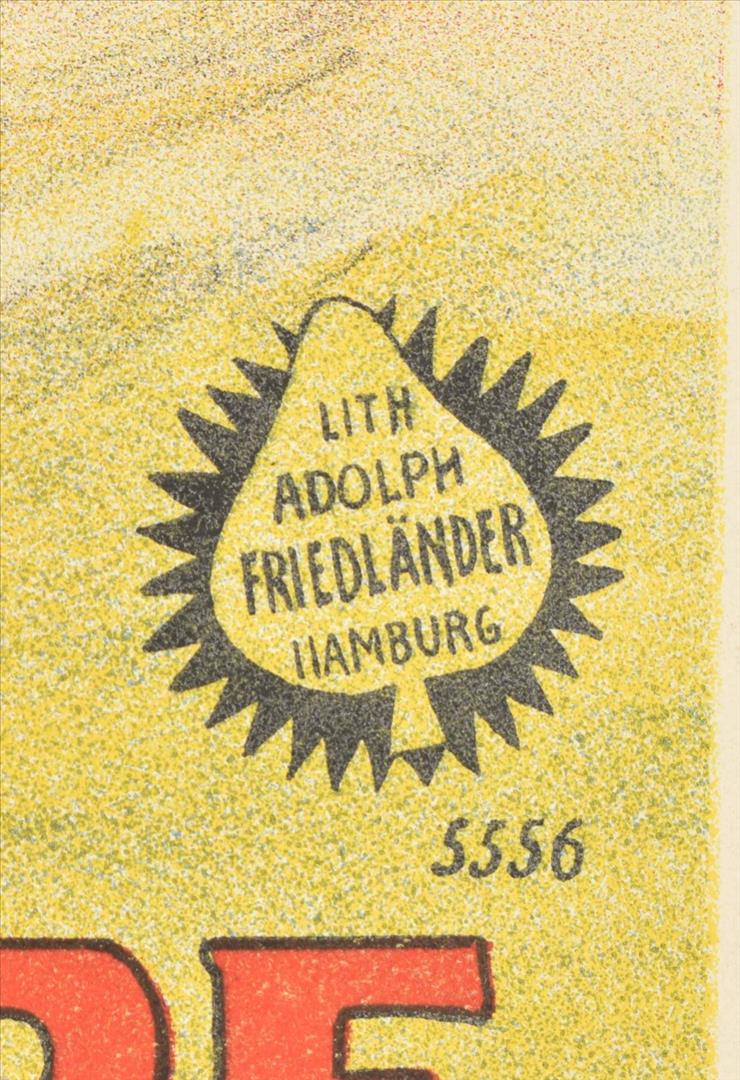 LITH
ADOLPH
FRIEDLÄNDER
HAMBURG
5556